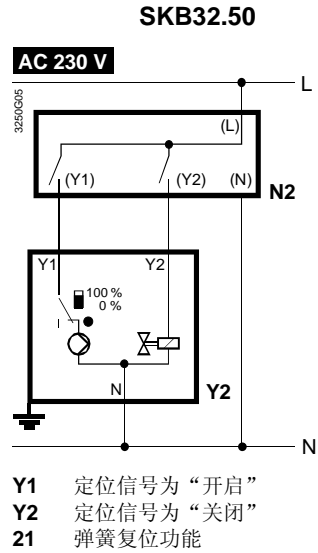 SKB32.50
AC 230 V
L
3250G05
(L)
(Y1) (Y2) (N)
N2
Y1 Y2
100 %
0 %
N
Y2
N
Y1 定位信号为“开启”
Y2 定位信号为“关闭”
21 弹簧复位功能